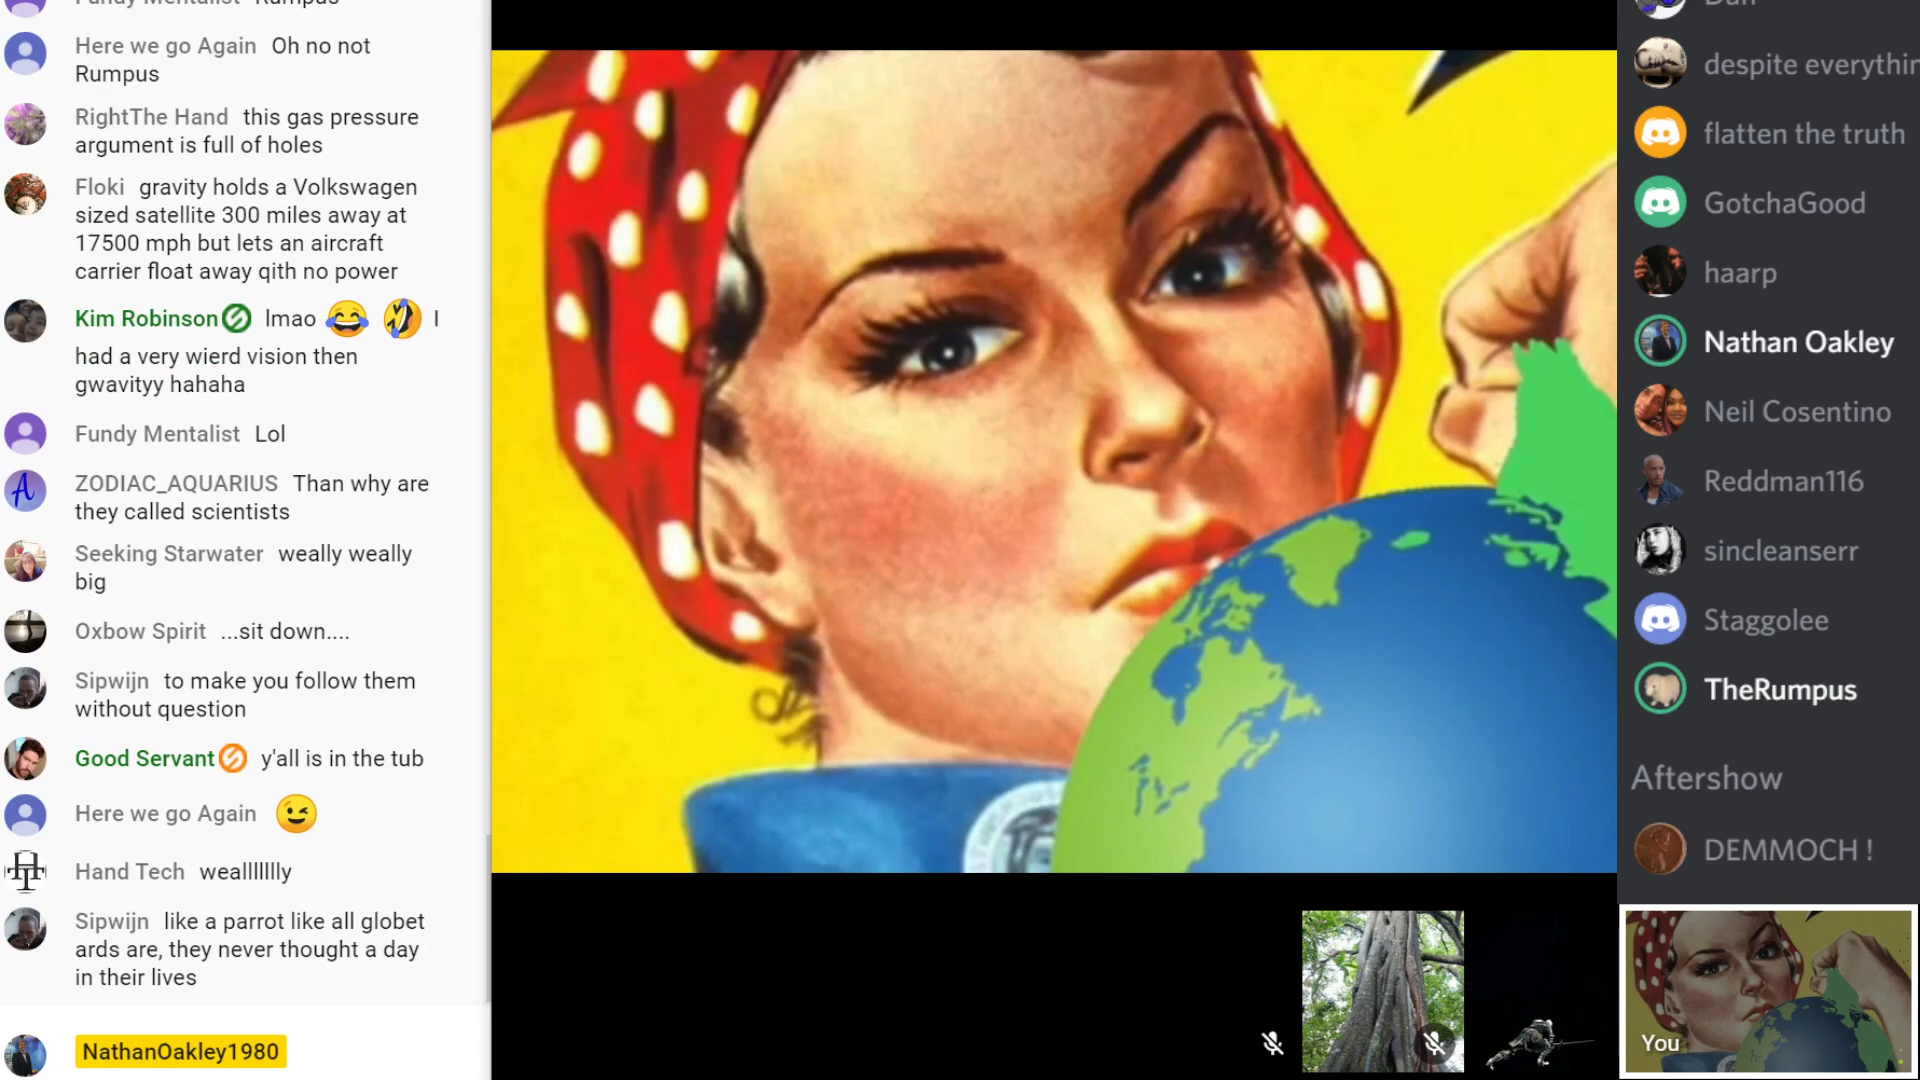 Fundy Mentalist Rumpus
Here we go Again Oh no not
Rumpus
RightThe Hand this gas pressure
argument is full of holes
Floki gravity holds a Volkswagen
sized satellite 300 miles away at
17500 mph but lets an aircraft
carrier float away qith no power
Kim Robinson lmao 😂 🤣 I
had a very wierd vision then
gwavityy hahaha
Fundy Mentalist Lol
ZODIAC_AQUARIUS Than why are
they called scientists
Seeking Starwater weally weally
big
Oxbow Spirit ...sit down....
Sipwijn to make you follow them
without question
Good Servant y'all is in the tub
Here we go Again 😉
Hand Tech weallllllly
Sipwijn like a parrot like all globet
ards are, they never thought a day
in their lives
NathanOakley1980
Dan
despite everythin
flatten the truth
GotchaGood
haarp
Nathan Oakley
Neil Cosentino
Reddman116
sincleanserr
Staggolee
TheRumpus
Aftershow
DEMMOCH !
You